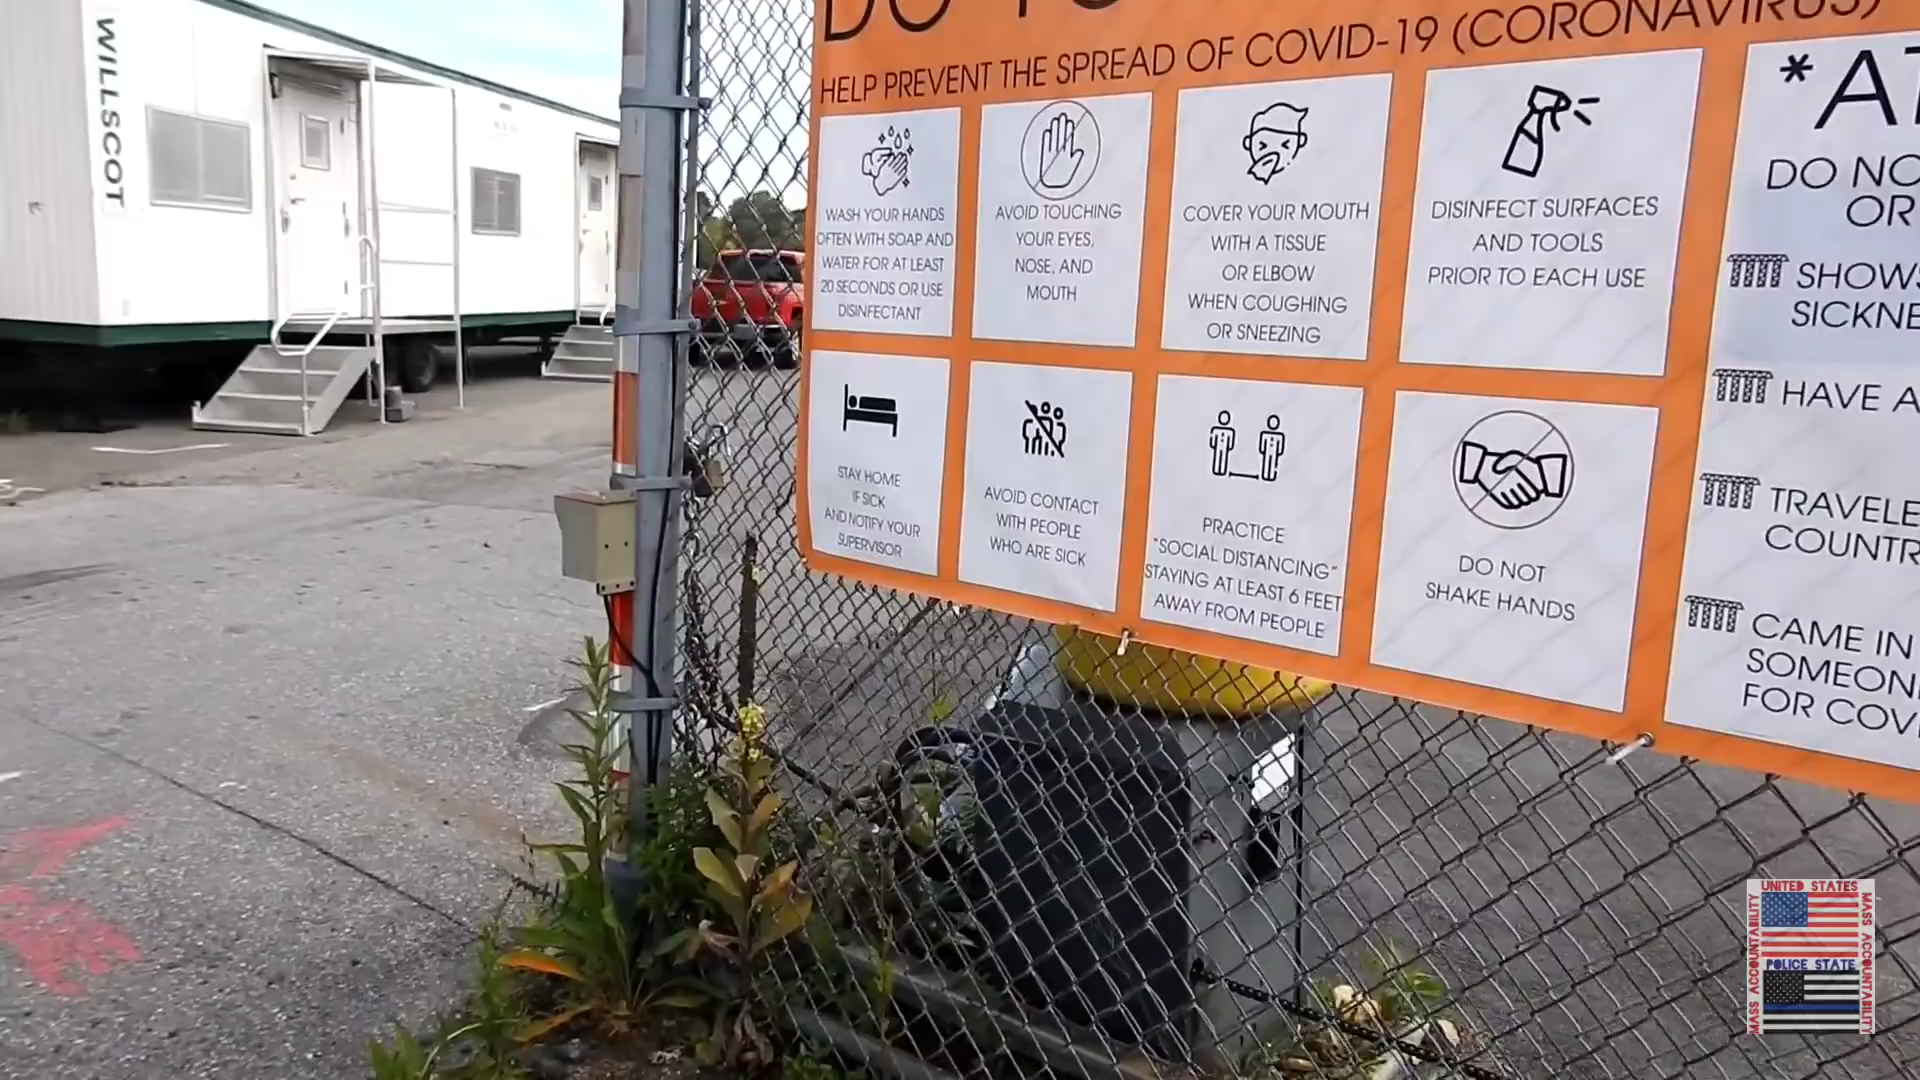 WILLSCOT
DO
HELP PREVENT THE SPREAD OF COVID-19 (CORONAVIRUS)
WASH YOUR HANDS
OFTEN WITH SOAP AND
WATER FOR AT LEAST
20 SECONDS OR USE
DISINFECTANT
AVOID TOUCHING
YOUR EYES,
NOSE, AND
MOUTH
COVER YOUR MOUTH
WITH A TISSUE
OR ELBOW
WHEN COUGHING
OR SNEEZING
DISINFECT SURFACES
AND TOOLS
PRIOR TO EACH USE
STAY HOME
IF SICK
AND NOTIFY YOUR
SUPERVISOR
AVOID CONTACT
WITH PEOPLE
WHO ARE SICK
PRACTICE
"SOCIAL DISTANCING"
STAYING AT LEAST 6 FEET
AWAY FROM PEOPLE
DO NOT
SHAKE HANDS
*AT
DO NO
OR
SHOWS
SICKNE
HAVE A
TRAVELE
COUNTR
CAME IN
SOMEON
FOR COV
UNITED STATES
MASS ACCOUNTABILITY
MASS ACCOUNTABILITY
POLICE STATE